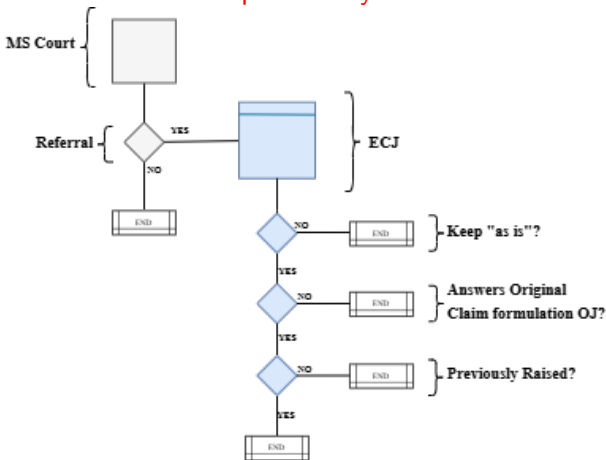 MS Court
Referral
YES
NO
END
ECJ
NO
END
Keep "as is"?
YES
NO
END
Answers Original
Claim formulation OJ?
YES
NO
END
Previously Raised?
YES
END